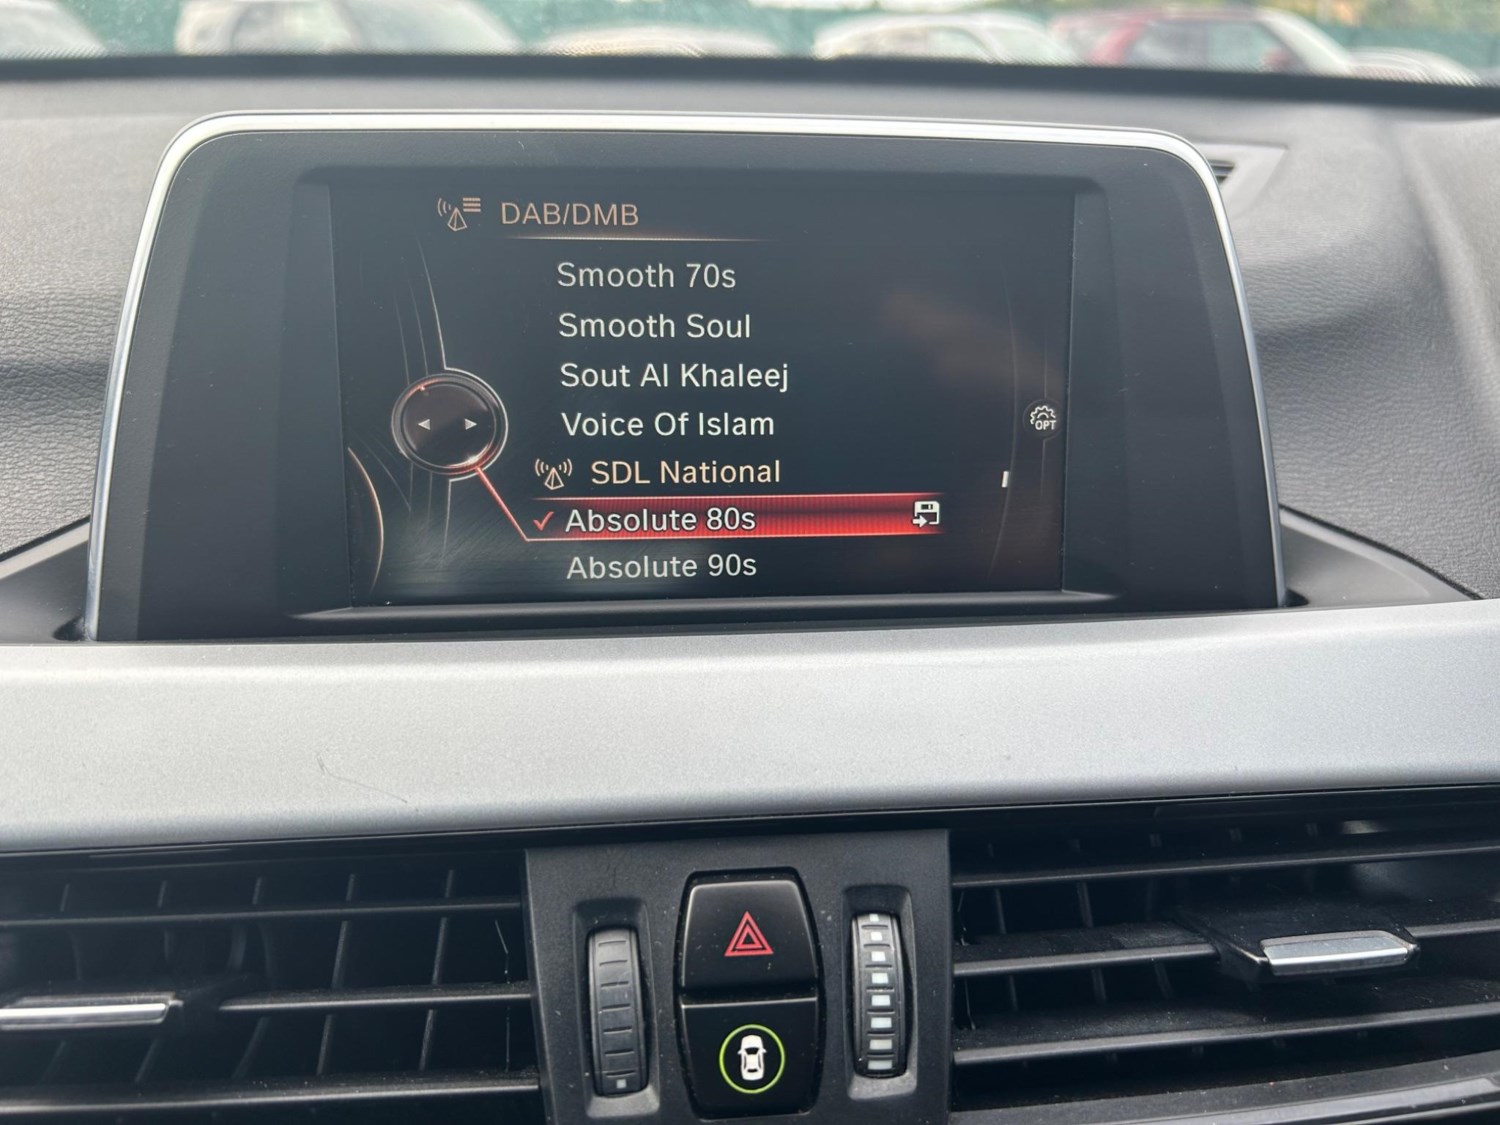 DAB/DMB
Smooth 70s
Smooth Soul
Sout Al Khaleej
OPT
Voice Of Islam
SDL National
Absolute 80s
Absolute 90s